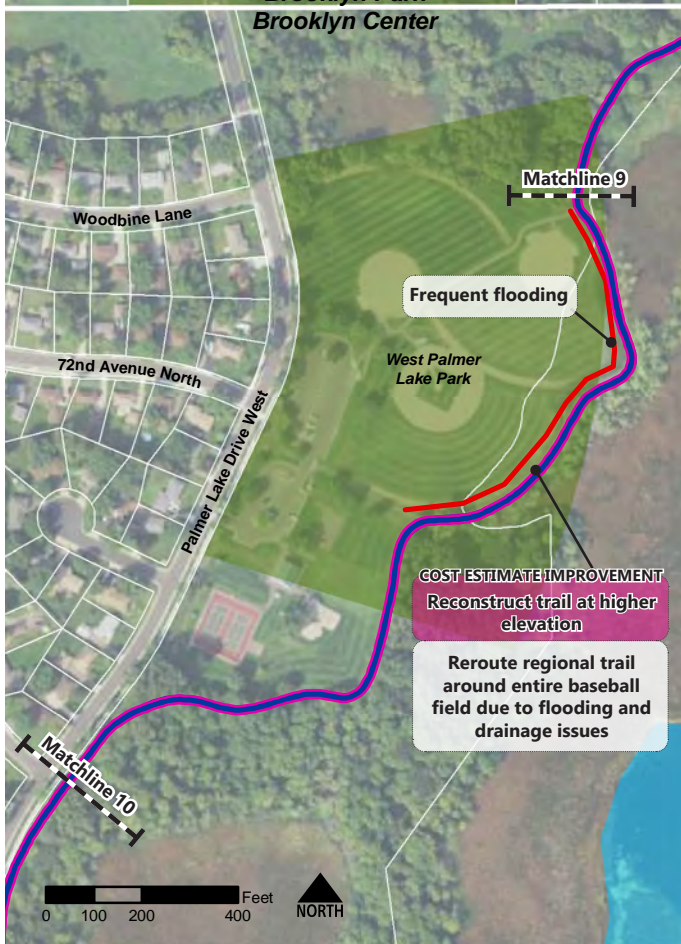 Brooklyn Park
Brooklyn Center
Matchline 9
Woodbine Lane
Frequent flooding
72nd Avenue North
West Palmer
Lake Park
Palmer Lake Drive West
COST ESTIMATE IMPROVEMENT
Reconstruct trail at higher
elevation
Reroute regional trail
around entire baseball
field due to flooding and
drainage issues
Matchline 10
Feet
0 100 200 400
NORTH